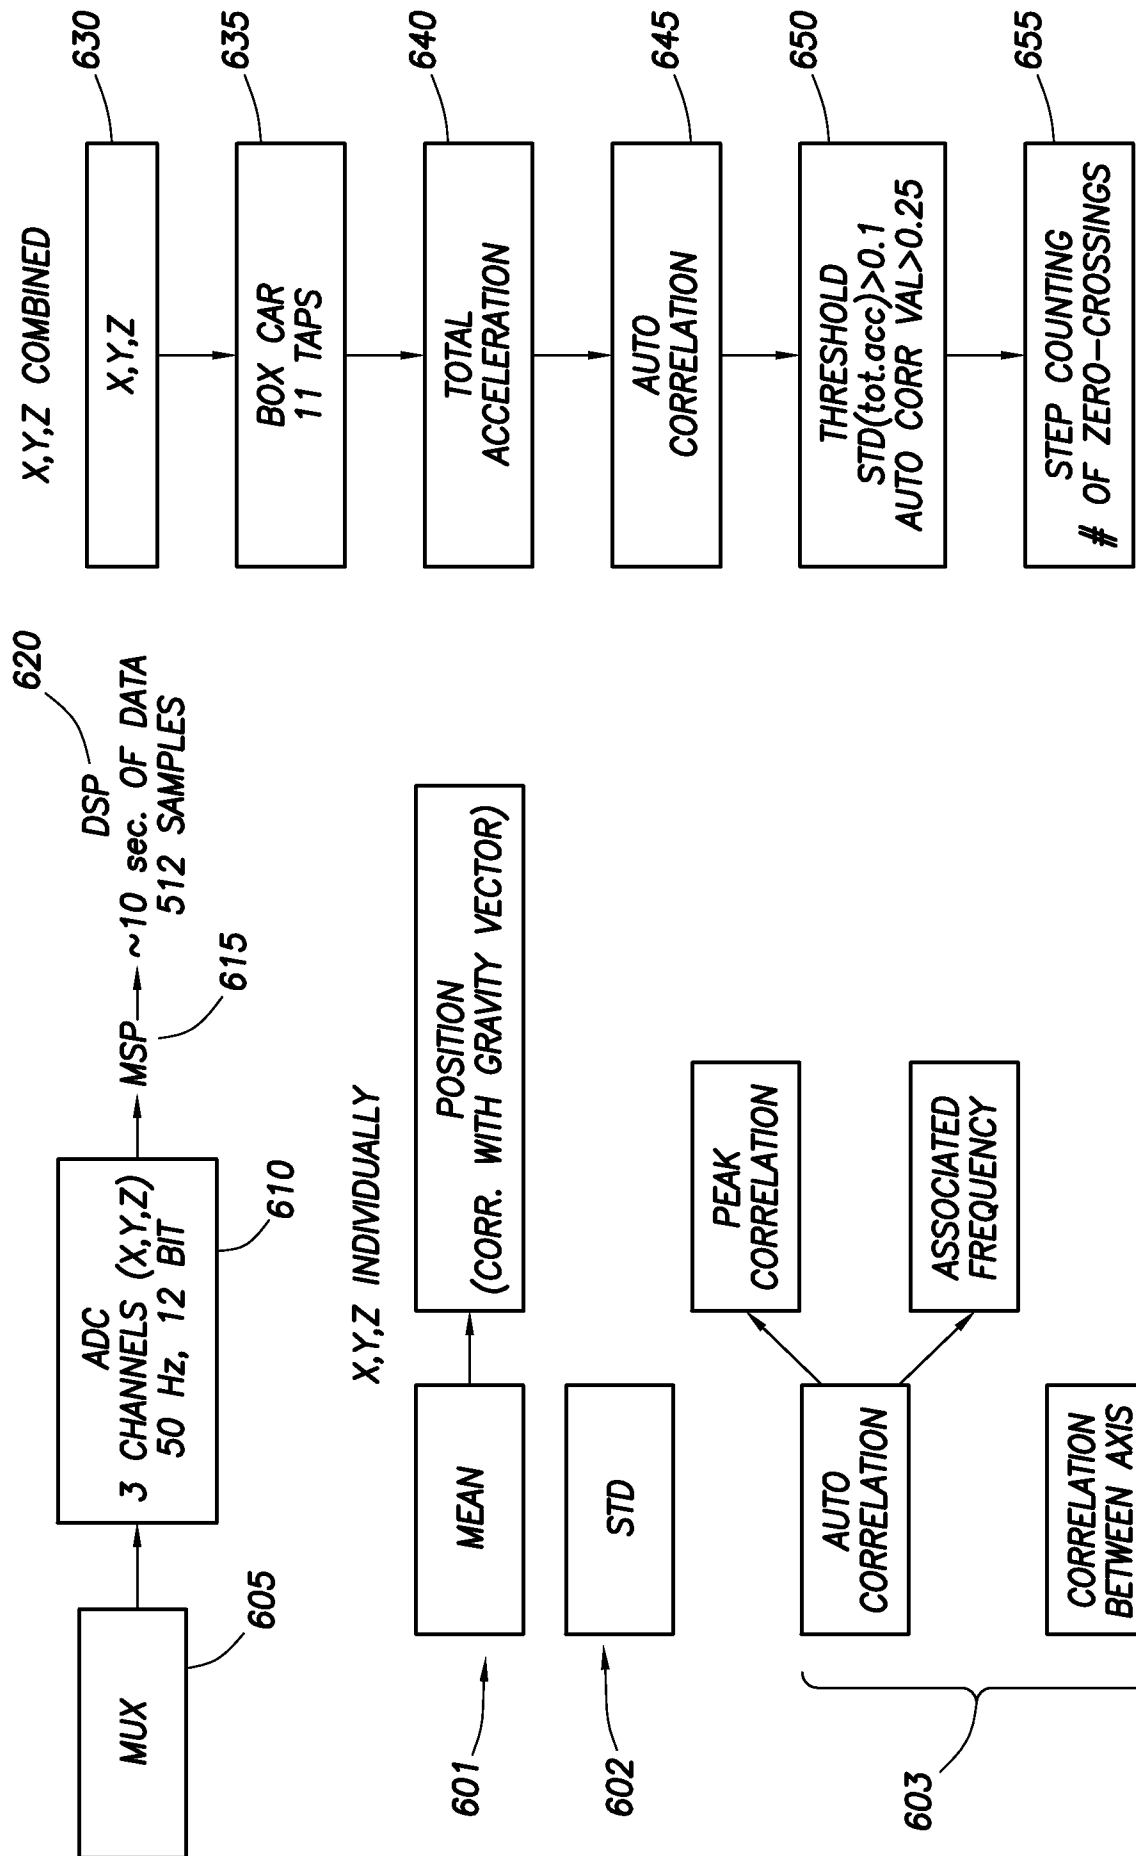 MUX
605
ADC
3 CHANNELS (X,Y,Z)
50 Hz, 12 BIT
610
MSP
615
DSP
620
~10 sec. OF DATA
512 SAMPLES
X,Y,Z INDIVIDUALLY
601
MEAN
POSITION
(CORR. WITH GRAVITY VECTOR)
602
STD
603
AUTO
CORRELATION
PEAK
CORRELATION
ASSOCIATED
FREQUENCY
CORRELATION
BETWEEN AXIS
X,Y,Z COMBINED
X,Y,Z
630
BOX CAR
11 TAPS
635
TOTAL
ACCELERATION
640
AUTO
CORRELATION
645
THRESHOLD
STD(tot.acc)>0.1
AUTO CORR VAL>0.25
650
STEP COUNTING
# OF ZERO-CROSSINGS
655